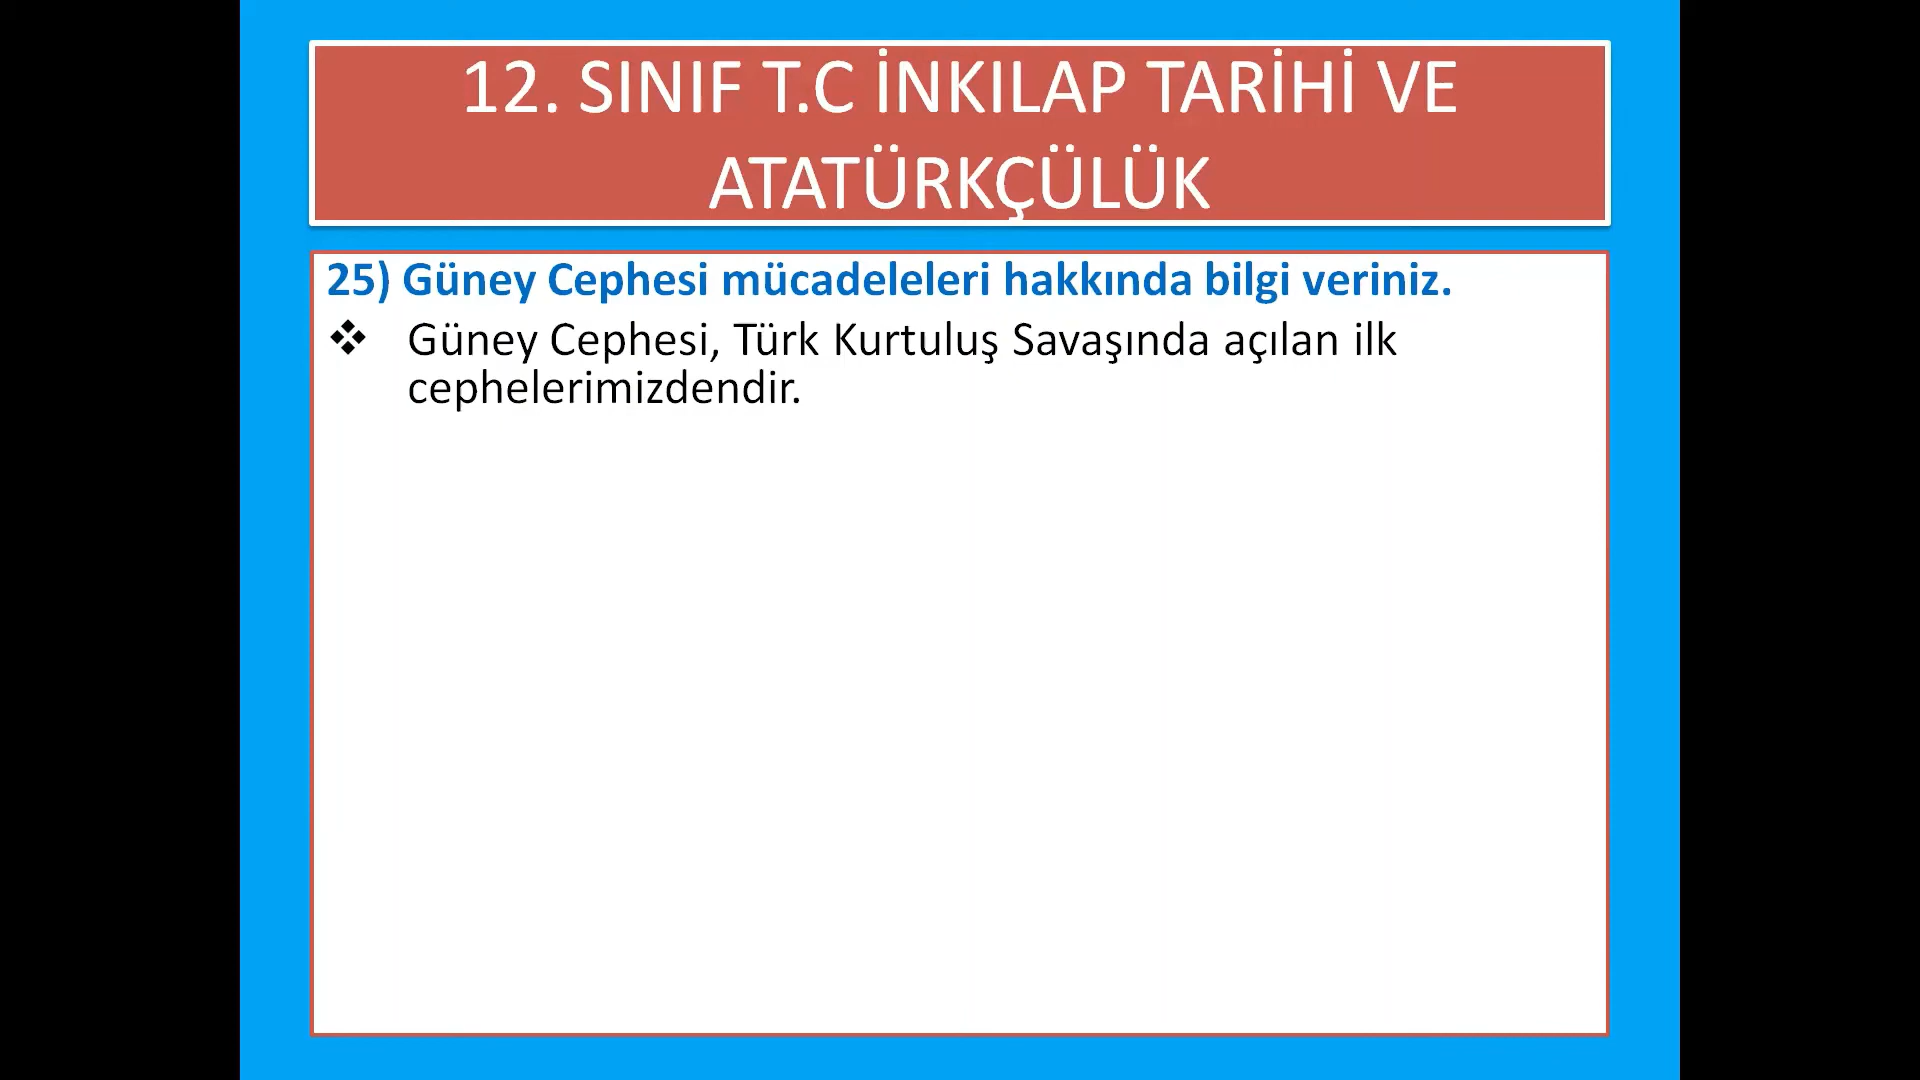 12. SINIF T.C İNKILAP TARİHİ VE
ATATÜRKÇÜLÜK
25) Güney Cephesi mücadeleleri hakkında bilgi veriniz.
❖ Güney Cephesi, Türk Kurtuluş Savaşında açılan ilk
cephelerimizdendir.